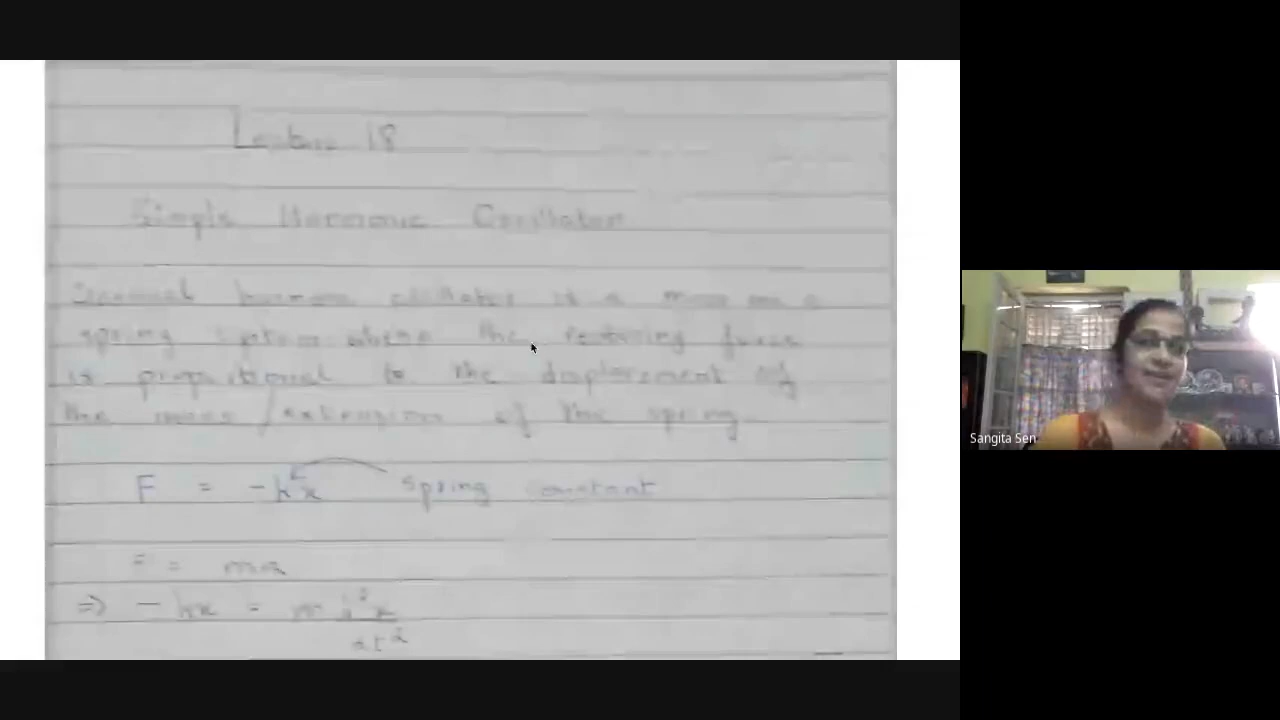 Lecture 18
Simple Harmonic Oscillator
harmonic oscillator is a mass on a
spring system where the restoring force
is proportional to the displacement of
the mass / extension of the spring.
F = -kx spring constant
F = ma
⇒ - kx = m d²x
dt²
Sangita Sen